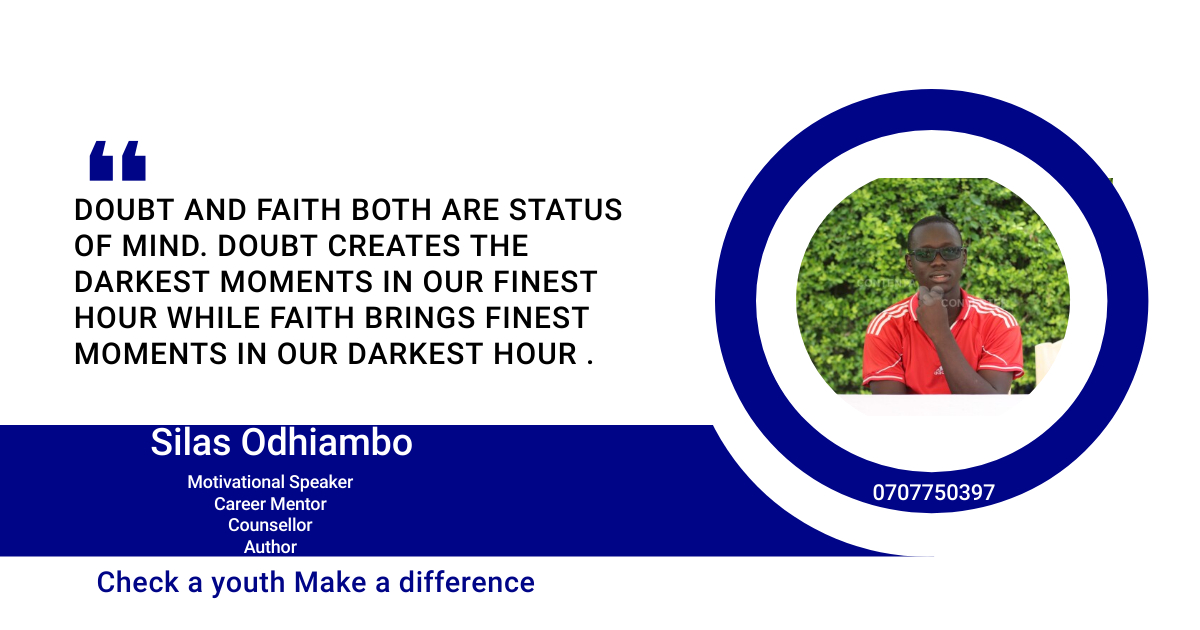 ❝
DOUBT AND FAITH BOTH ARE STATUS
OF MIND. DOUBT CREATES THE
DARKEST MOMENTS IN OUR FINEST
HOUR WHILE FAITH BRINGS FINEST
MOMENTS IN OUR DARKEST HOUR .
Silas Odhiambo
Motivational Speaker
Career Mentor
Counsellor
Author
Check a youth Make a difference
0707750397